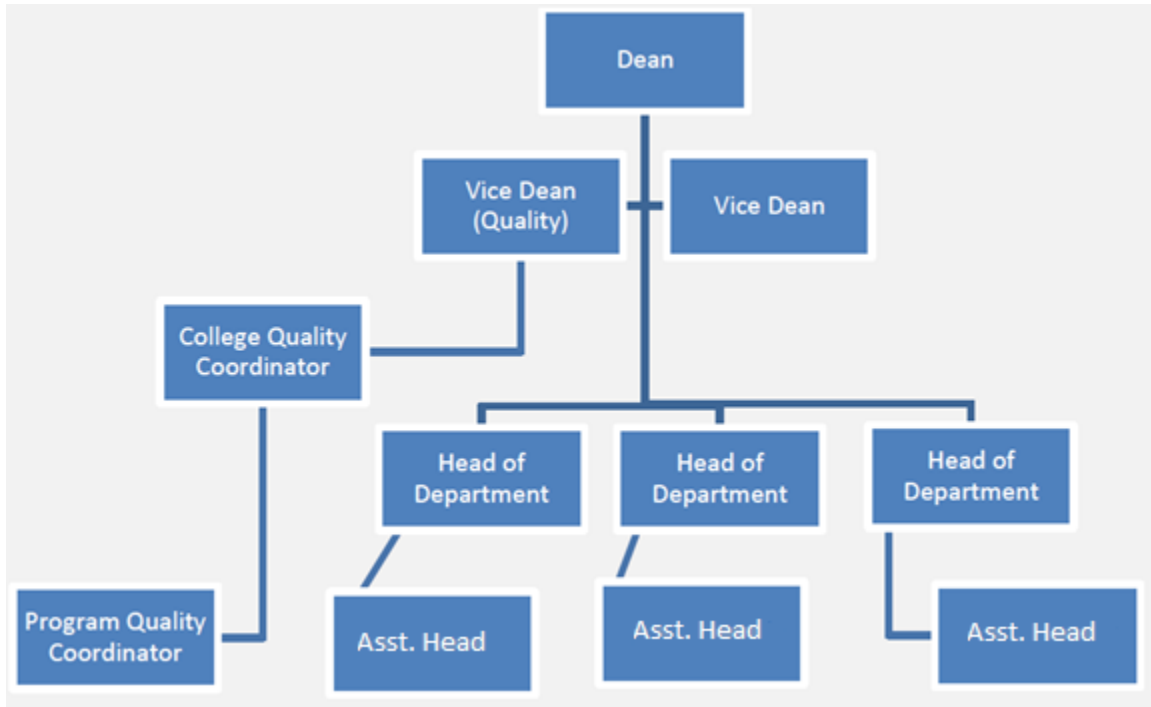 Dean
Vice Dean
(Quality)
Vice Dean
College Quality
Coordinator
Head of
Department
Head of
Department
Head of
Department
Program Quality
Coordinator
Asst. Head
Asst. Head
Asst. Head